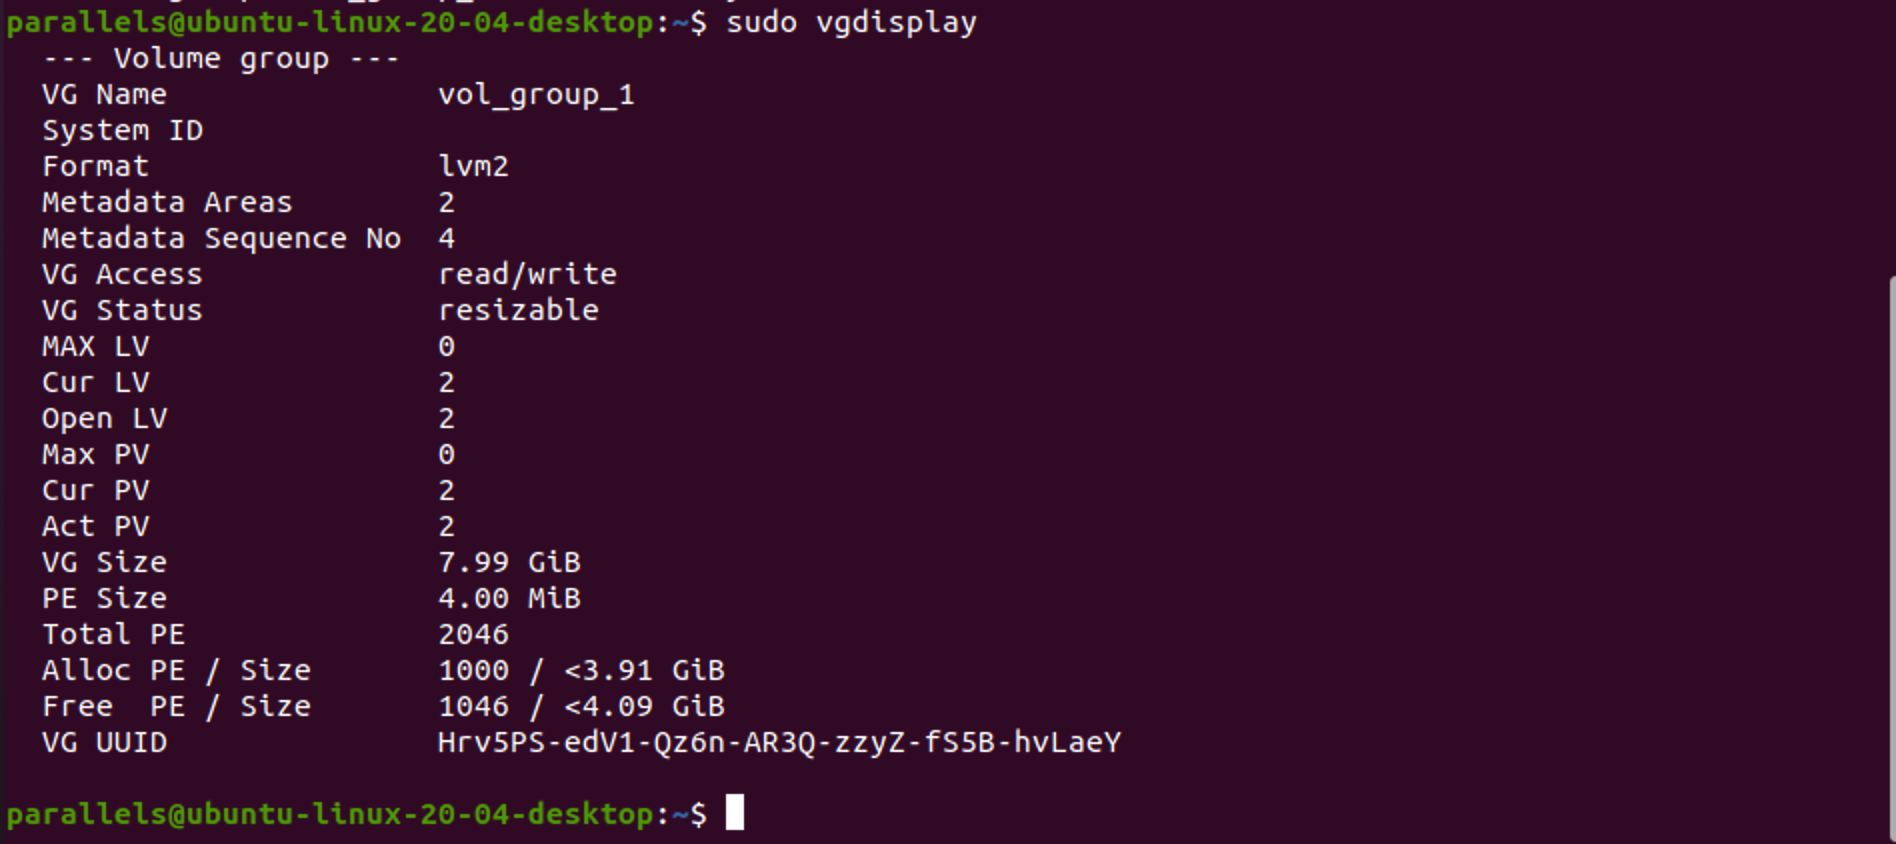 parallels@ubuntu-linux-20-04-desktop:~$ sudo vgdisplay
--- Volume group ---
VG Name vol_group_1
System ID
Format lvm2
Metadata Areas 2
Metadata Sequence No 4
VG Access read/write
VG Status resizable
MAX LV 0
Cur LV 2
Open LV 2
Max PV 0
Cur PV 2
Act PV 2
VG Size 7.99 GiB
PE Size 4.00 MiB
Total PE 2046
Alloc PE / Size 1000 / <3.91 GiB
Free PE / Size 1046 / <4.09 GiB
VG UUID Hrv5PS-edV1-Qz6n-AR3Q-zzyZ-fS5B-hvLaeY
parallels@ubuntu-linux-20-04-desktop:~$